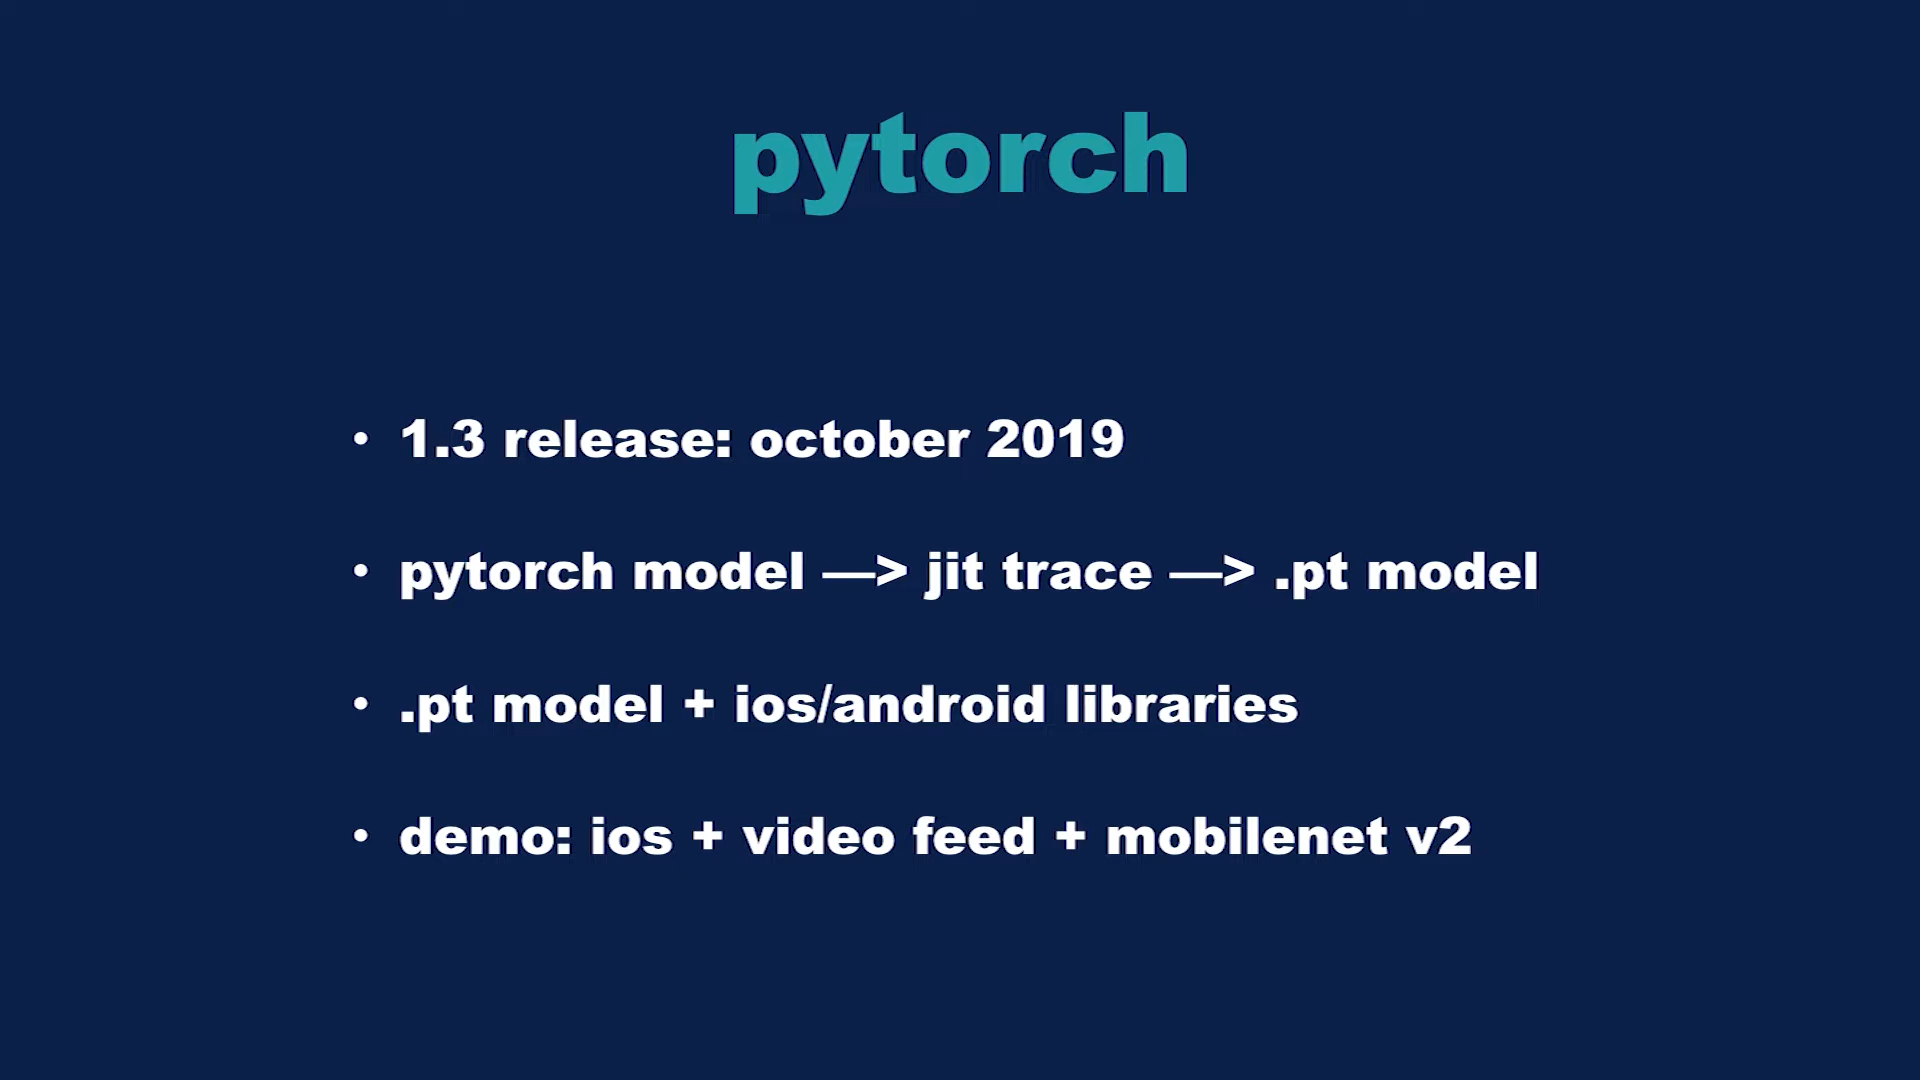 pytorch
• 1.3 release: october 2019
• pytorch model —> jit trace —> .pt model
• .pt model + ios/android libraries
• demo: ios + video feed + mobilenet v2